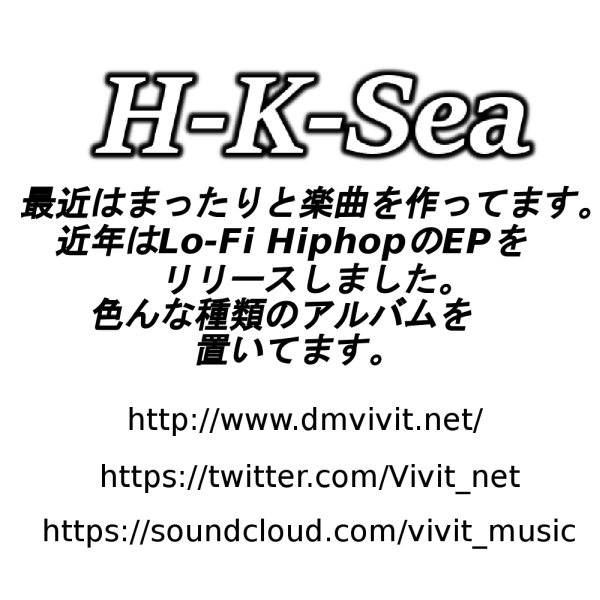 H-K-Sea
最近はまったりと楽曲を作ってます。
近年はLo-Fi HiphopのEPを
リリースしました。
色んな種類のアルバムを
置いてます。
http://www.dmvivit.net/
https://twitter.com/Vivit_net
https://soundcloud.com/vivit_music